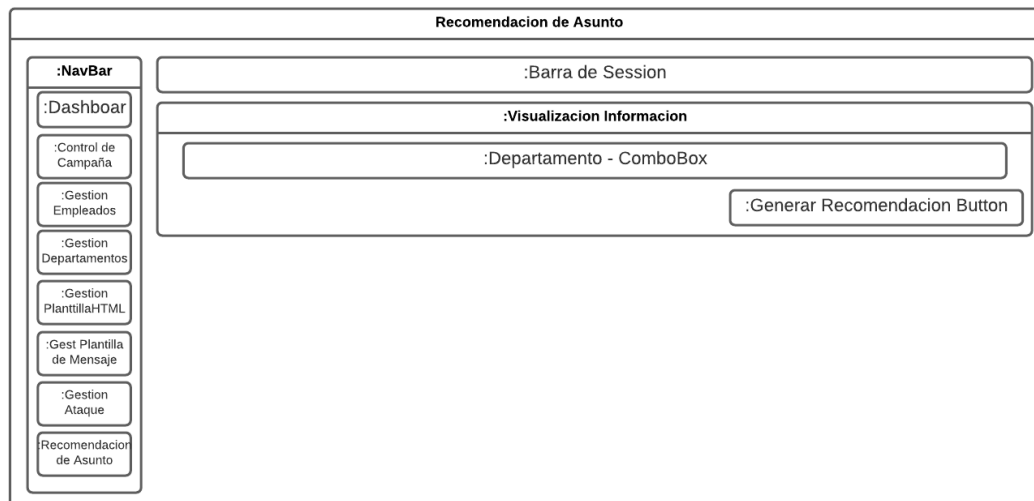 Recomendacion de Asunto
:NavBar
:Dashboar
:Control de
Campaña
:Gestion
Empleados
:Gestion
Departamentos
:Gestion
PlanttillaHTML
:Gest Plantilla
de Mensaje
:Gestion
Ataque
:Recomendacion
de Asunto
:Barra de Session
:Visualizacion Informacion
:Departamento - ComboBox
:Generar Recomendacion Button